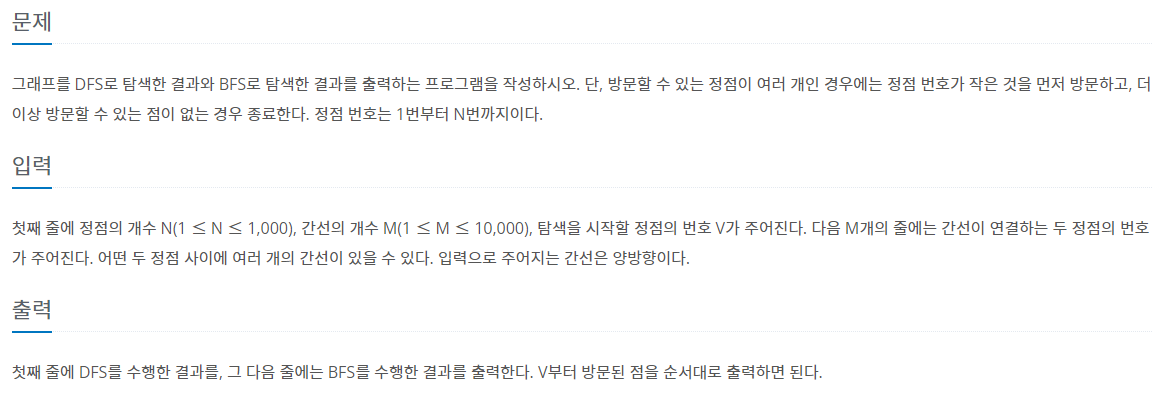 문제
그래프를 DFS로 탐색한 결과와 BFS로 탐색한 결과를 출력하는 프로그램을 작성하시오. 단, 방문할 수 있는 정점이 여러 개인 경우에는 정점 번호가 작은 것을 먼저 방문하고, 더
이상 방문할 수 있는 점이 없는 경우 종료한다. 정점 번호는 1번부터 N번까지이다.
입력
첫째 줄에 정점의 개수 N(1 ≤ N ≤ 1,000), 간선의 개수 M(1 ≤ M ≤ 10,000), 탐색을 시작할 정점의 번호 V가 주어진다. 다음 M개의 줄에는 간선이 연결하는 두 정점의 번호
가 주어진다. 어떤 두 정점 사이에 여러 개의 간선이 있을 수 있다. 입력으로 주어지는 간선은 양방향이다.
출력
첫째 줄에 DFS를 수행한 결과를, 그 다음 줄에는 BFS를 수행한 결과를 출력한다. V부터 방문된 점을 순서대로 출력하면 된다.